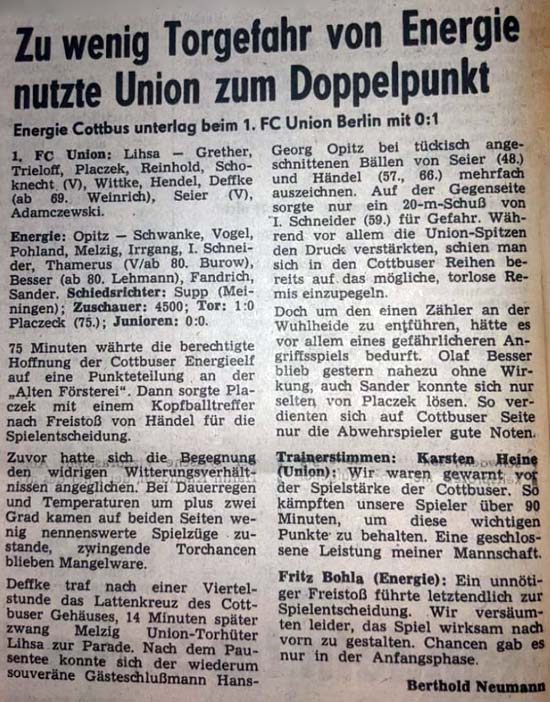 Zu wenig Torgefahr von Energie
nutzte Union zum Doppelpunkt
Energie Cottbus unterlag beim 1. FC Union Berlin mit 0:1
1. FC Union: Lihsa — Grether,
Trieloff, Placzek, Reinhold, Scho-
knecht (V), Wittke, Hendel, Deffke
(ab 69. Weinrich), Seier (V),
Adamczewski.
Energie: Opitz — Schwanke, Vogel,
Pohland, Melzig, Irrgang, I. Schnei-
der, Thamerus (V/ab 80. Burow),
Besser (ab 80. Lehmann), Fandrich,
Sander. Schiedsrichter: Supp (Mei-
ningen); Zuschauer: 4500; Tor: 1:0
Placzeck (75.); Junioren: 0:0.
75 Minuten währte die berechtigte
Hoffnung der Cottbuser Energieelf
auf eine Punkteteilung an der
„Alten Försterei". Dann sorgte Pla-
czek mit einem Kopfballtreffer
nach Freistoß von Händel für die
Spielentscheidung.
Zuvor hatte sich die Begegnung
den widrigen Witterungsverhält-
nissen angeglichen. Bei Dauerregen
und Temperaturen um plus zwei
Grad kamen auf beiden Seiten we-
nig nennenswerte Spielzüge zu-
stande, zwingende Torchancen
blieben Mangelware.
Deffke traf nach einer Viertel-
stunde das Lattenkreuz des Cott-
buser Gehäuses, 14 Minuten später
zwang Melzig Union-Torhüter
Lihsa zur Parade. Nach dem Pau-
sentee konnte sich der wiederum
souveräne Gästeschlußmann Hans-
Georg Opitz bei tückisch ange-
schnittenen Bällen von Seier (48.)
und Händel (57., 66.) mehrfach
auszeichnen. Auf der Gegenseite
sorgte nur ein 20-m-Schuß von
I. Schneider (59.) für Gefahr. Wäh-
rend vor allem die Union-Spitzen
den Druck verstärkten, schien man
sich in den Cottbuser Reihen be-
reits auf das mögliche, torlose Re-
mis einzupegeln.
Doch um den einen Zähler an der
Wuhlheide zu entführen, hätte es
vor allem eines gefährlicheren An-
griffsspiels bedurft. Olaf Besser
blieb gestern nahezu ohne Wir-
kung, auch Sander konnte sich nur
selten von Placzek lösen. So ver-
dienten sich auf Cottbuser Seite
nur die Abwehrspieler gute Noten.
Trainerstimmen: Karsten Heine
(Union): Wir waren gewarnt vor
der Spielstärke der Cottbuser. So
kämpften unsere Spieler über 90
Minuten, um diese wichtigen
Punkte zu behalten. Eine geschlos-
sene Leistung meiner Mannschaft.
Fritz Bohla (Energie): Ein unnöti-
ger Freistoß führte letztendlich zur
Spielentscheidung. Wir versäum-
ten leider, das Spiel wirksam nach
vorn zu gestalten. Chancen gab es
nur in der Anfangsphase.
Berthold Neumann